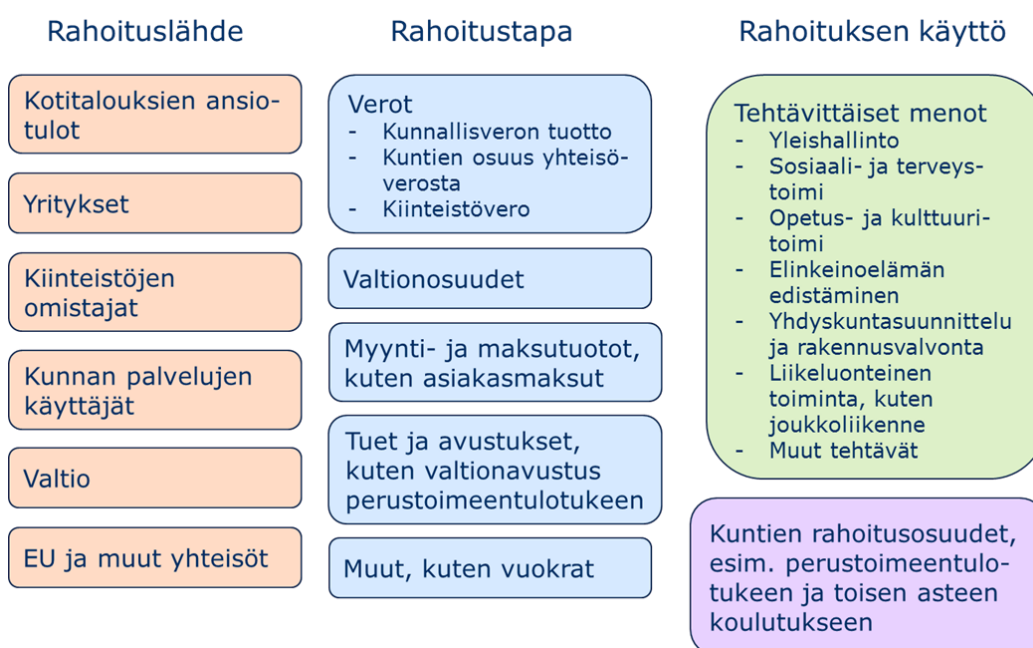 Rahoituslähde
Kotitalouksien ansio-
tulot
Yritykset
Kiinteistöjen
omistajat
Kunnan palvelujen
käyttäjät
Valtio
EU ja muut yhteisöt
Rahoitustapa
Verot
- Kunnallisveron tuotto
- Kuntien osuus yhteisö-
verosta
- Kiinteistövero
Valtionosuudet
Myynti- ja maksutuotot,
kuten asiakasmaksut
Tuet ja avustukset,
kuten valtionavustus
perustoimeentulotukeen
Muut, kuten vuokrat
Rahoituksen käyttö
Tehtävittäiset menot
- Yleishallinto
- Sosiaali- ja terveys-
toimi
- Opetus- ja kulttuuri-
toimi
- Elinkeinoelämän
edistäminen
- Yhdyskuntasuunnittelu
ja rakennusvalvonta
- Liikeluonteinen
toiminta, kuten
joukkoliikenne
- Muut tehtävät
Kuntien rahoitusosuudet,
esim. perustoimeentulo-
tukeen ja toisen asteen
koulutukseen